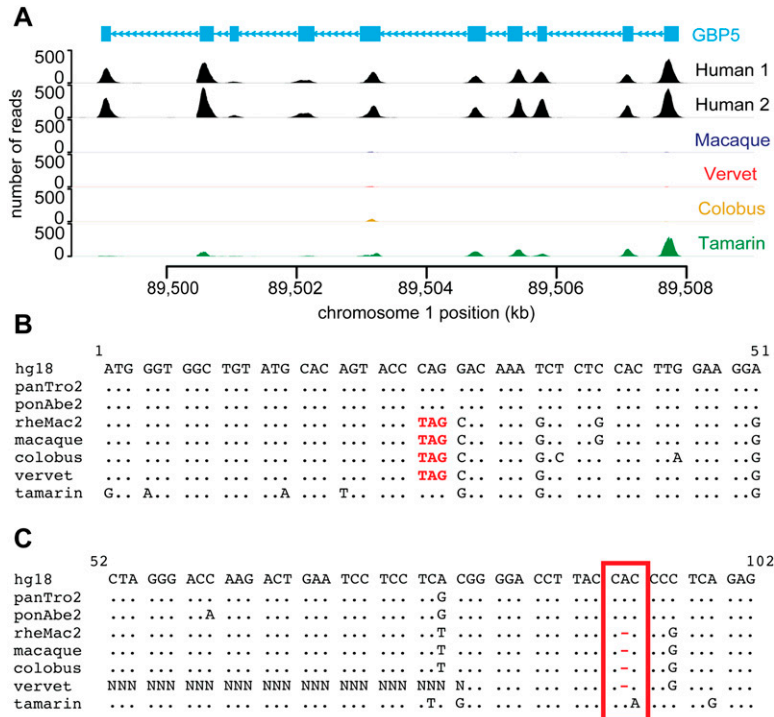 A
GBP5
500
0
Human 1
500
0
Human 2
500
0
Macaque
500
0
Vervet
500
0
Colobus
500
0
Tamarin
number of reads
89,500 89,502 89,504 89,506 89,508
chromosome 1 position (kb)
B
1 51
hg18 ATG GGT GGC TGT ATG CAC AGT ACC CAG GAC AAA TCT CTC CAC TTG GAA GGA
panTro2 ... ... ... ... ... ... ... ... ... ... ... ... ... ... ... ... ...
ponAbe2 ... ... ... ... ... ... ... ... ... ... ... ... ... ... ... ... ...
rheMac2 ... ... ... ... ... ... ... ... TAG C.. ... G.. ..G ... ... ... ..G
macaque ... ... ... ... ... ... ... ... TAG C.. ... G.. ..G ... ... ... ..G
colobus ... ... ... ... ... ... ... ... TAG C.. ... G.C ... ... ..A ... ..G
vervet ... ... ... ... ... ... ... ... TAG C.. ... G.. ... ... ... ... ..G
tamarin G.. A.. ... ... ..A ... T.. ... ... G.. ... G.. ... ... ... ... ..G
C
52 102
hg18 CTA GGG ACC AAG ACT GAA TCC TCC TCA CGG GGA CCT TAC CAC CCC TCA GAG
panTro2 ... ... ... ... ... ... ... ... ..G ... ... ... ... ... ... ... ...
ponAbe2 ... ... ..A ... ... ... ... ... ..G ... ... ... ... ... ... ... ...
rheMac2 ... ... ... ... ... ... ... ... ..T ... ... ... ... .-. ..G ... ...
macaque ... ... ... ... ... ... ... ... ..T ... ... ... ... .-. ..G ... ...
colobus ... ... ... ... ... ... ... ... ..T ... ... ... ... .-. ..G ... ...
vervet NNN NNN NNN NNN NNN NNN NNN NNN NNN N.. ... ... ... .-. ..G ... ...
tamarin ... ... ... ... ... ... ... ... .T. G.. ... ... ... ..A ... ..G ...